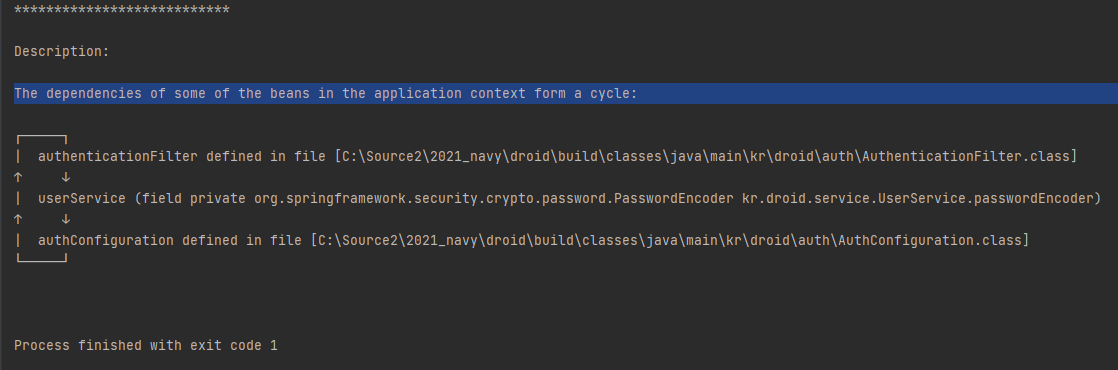 ***************************
Description:
The dependencies of some of the beans in the application context form a cycle:
┌─────┐
|  authenticationFilter defined in file [C:\Source2\2021_navy\droid\build\classes\java\main\kr\droid\auth\AuthenticationFilter.class]
↑     ↓
|  userService (field private org.springframework.security.crypto.password.PasswordEncoder kr.droid.service.UserService.passwordEncoder)
↑     ↓
|  authConfiguration defined in file [C:\Source2\2021_navy\droid\build\classes\java\main\kr\droid\auth\AuthConfiguration.class]
└─────┘
Process finished with exit code 1